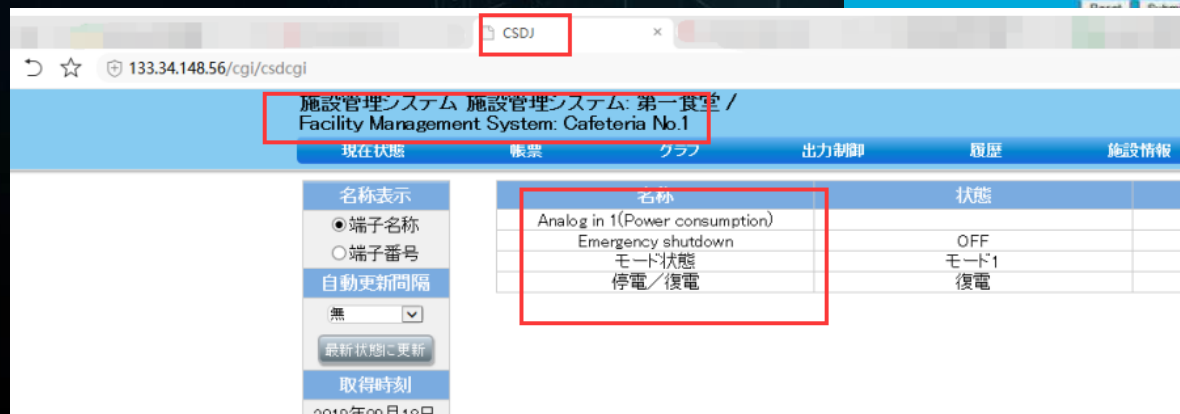 CSDJ
133.34.148.56/cgi/csdcgi
施設管理システム 施設管理システム: 第一食堂 /
Facility Management System: Cafeteria No.1
現在状態 帳票 グラフ 出力制御 履歴 施設情報
名称表示
端子名称
端子番号
自動更新間隔
無
最新状態に更新
取得時刻
名称 状態
Analog in 1(Power consumption)
Emergency shutdown OFF
モード状態 モード1
停電／復電 復電